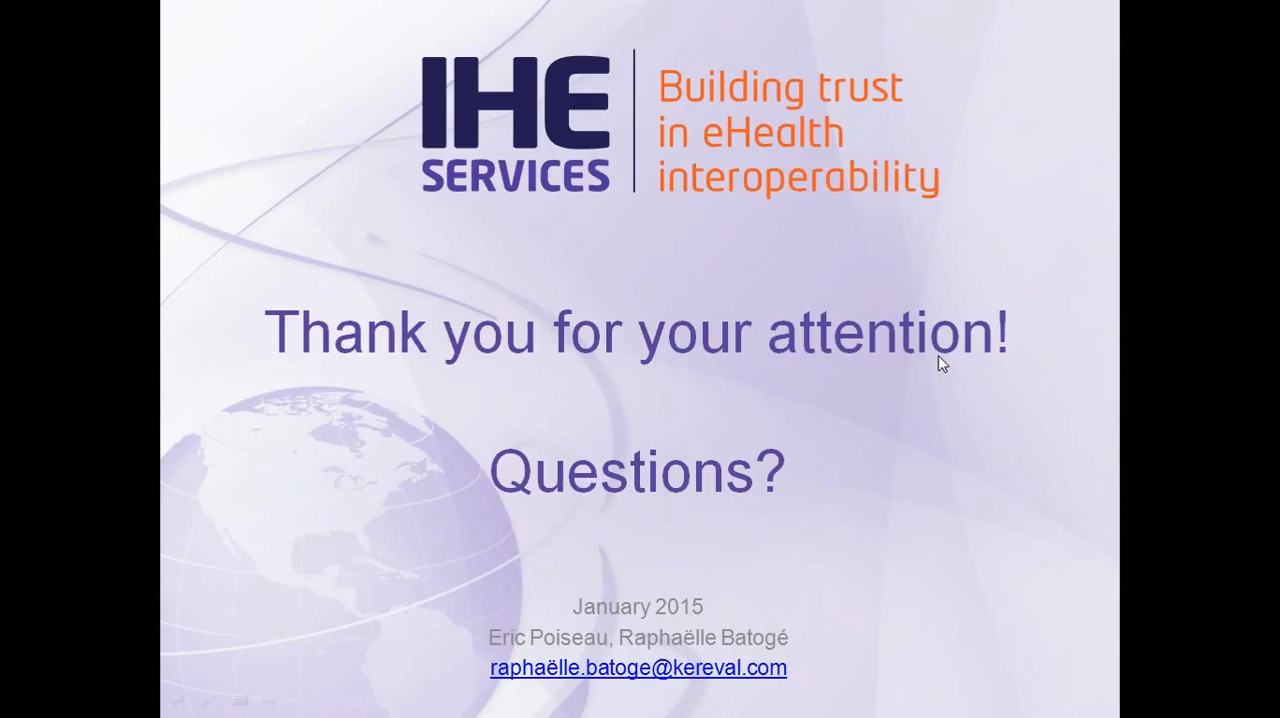 IHE
SERVICES
Building trust
in eHealth
interoperability
Thank you for your attention!
Questions?
January 2015
Eric Poiseau, Raphaëlle Batogé
raphaëlle.batoge@kereval.com